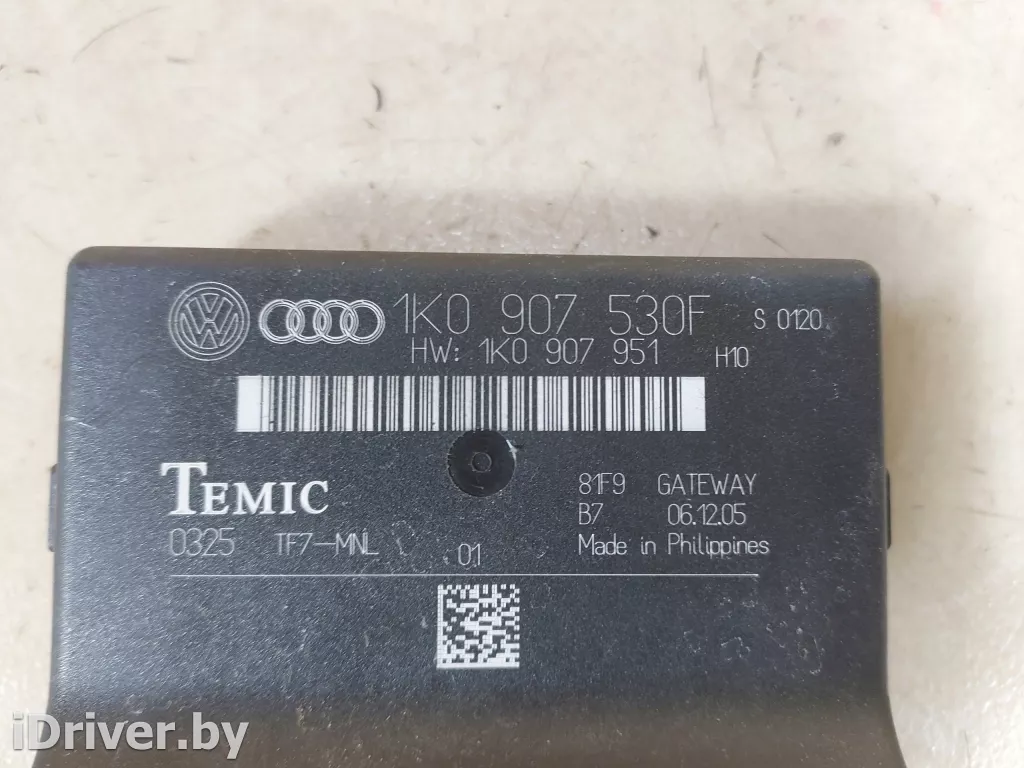 VW 1K0 907 530F S 0120
HW: 1K0 907 951 H10
TEMIC 81F9 GATEWAY
B7 06.12.05
0325 TF7-MNL 01 Made in Philippines
iDriver.by